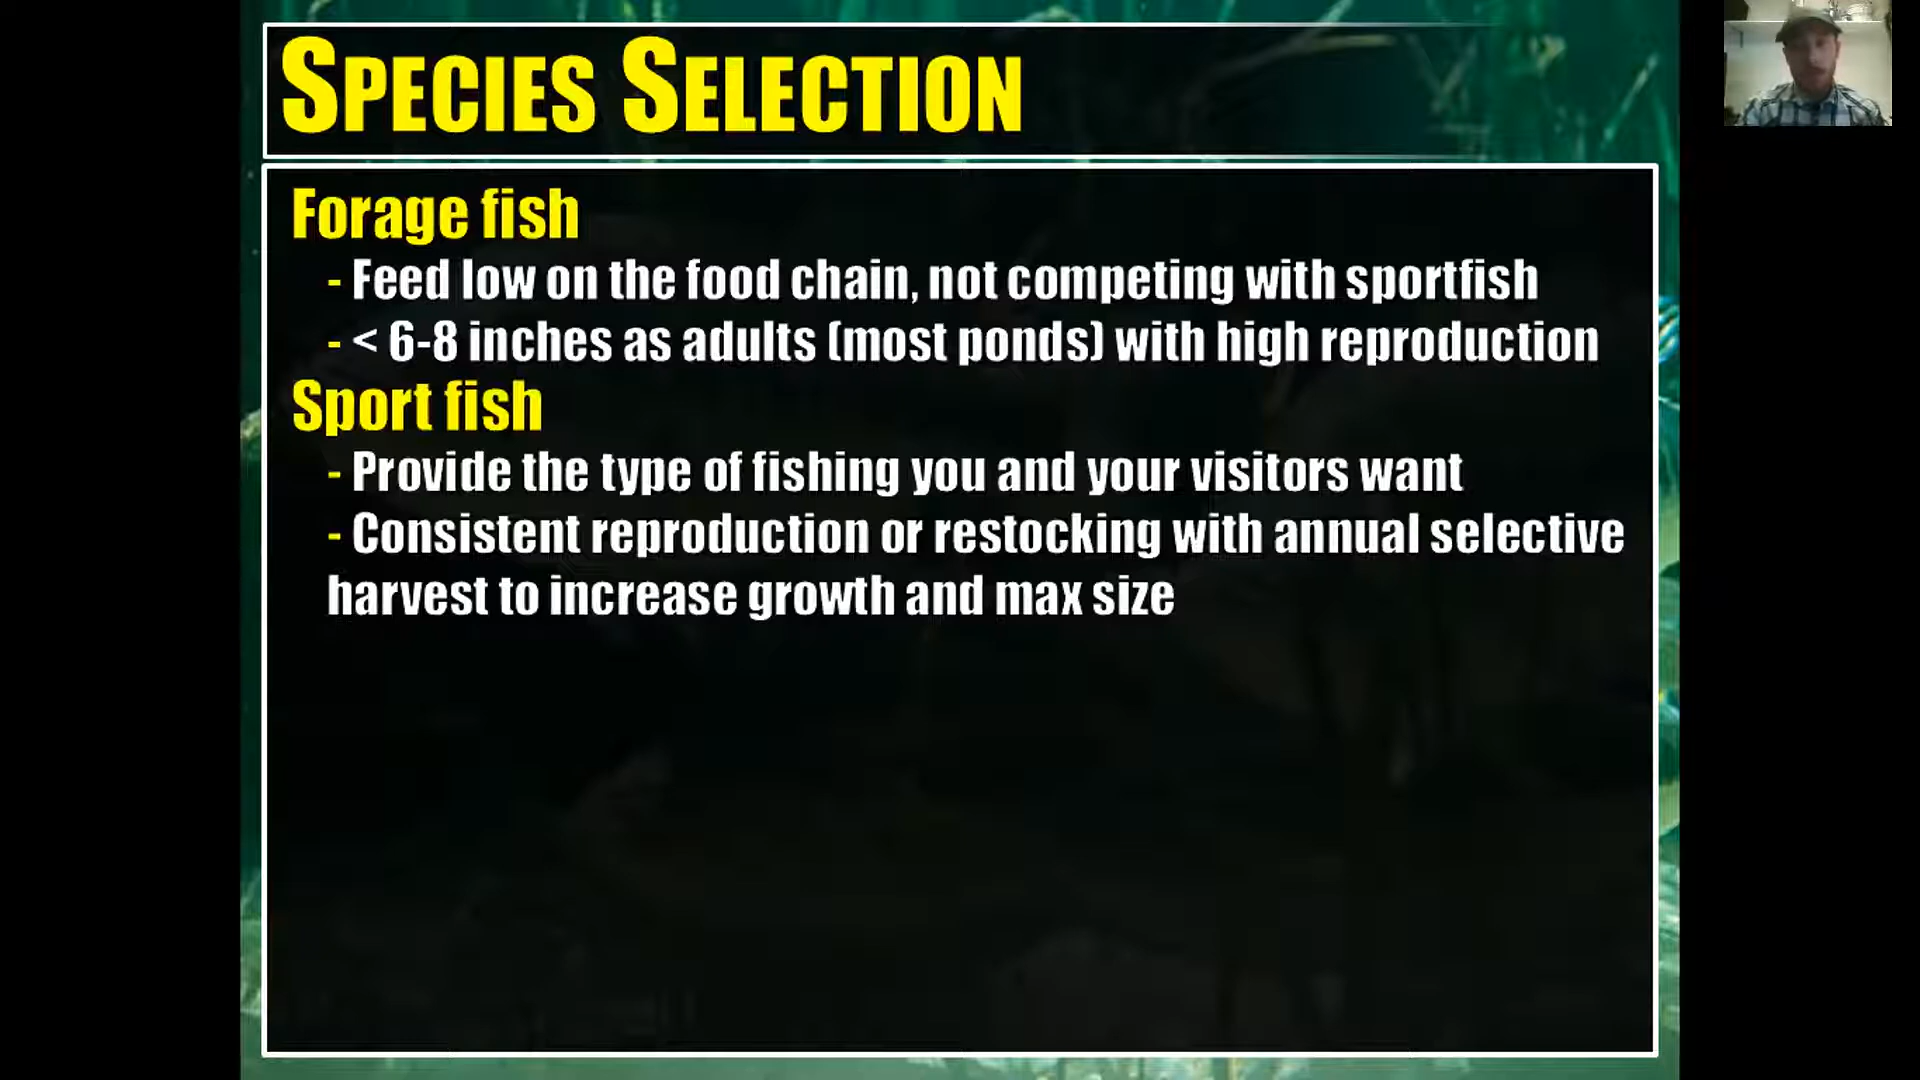 SPECIES SELECTION
Forage fish
- Feed low on the food chain, not competing with sportfish
- < 6-8 inches as adults (most ponds) with high reproduction
Sport fish
- Provide the type of fishing you and your visitors want
- Consistent reproduction or restocking with annual selective
harvest to increase growth and max size